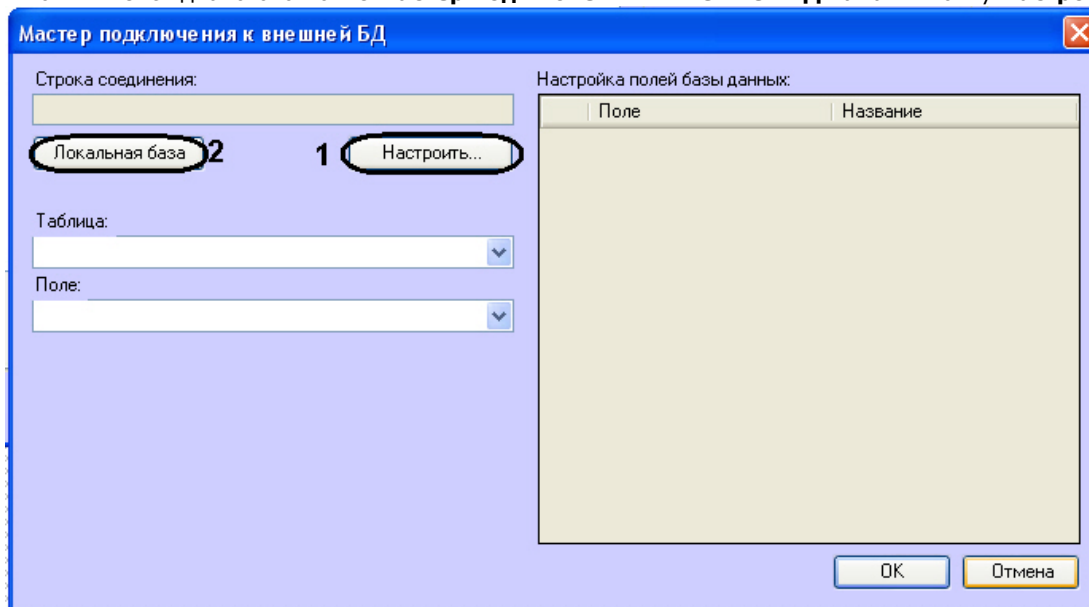 Мастер подключения к внешней БД
Строка соединения:
Локальная база 2
1 Настроить...
Таблица:
Поле:
Настройка полей базы данных:
Поле Название
OK Отмена